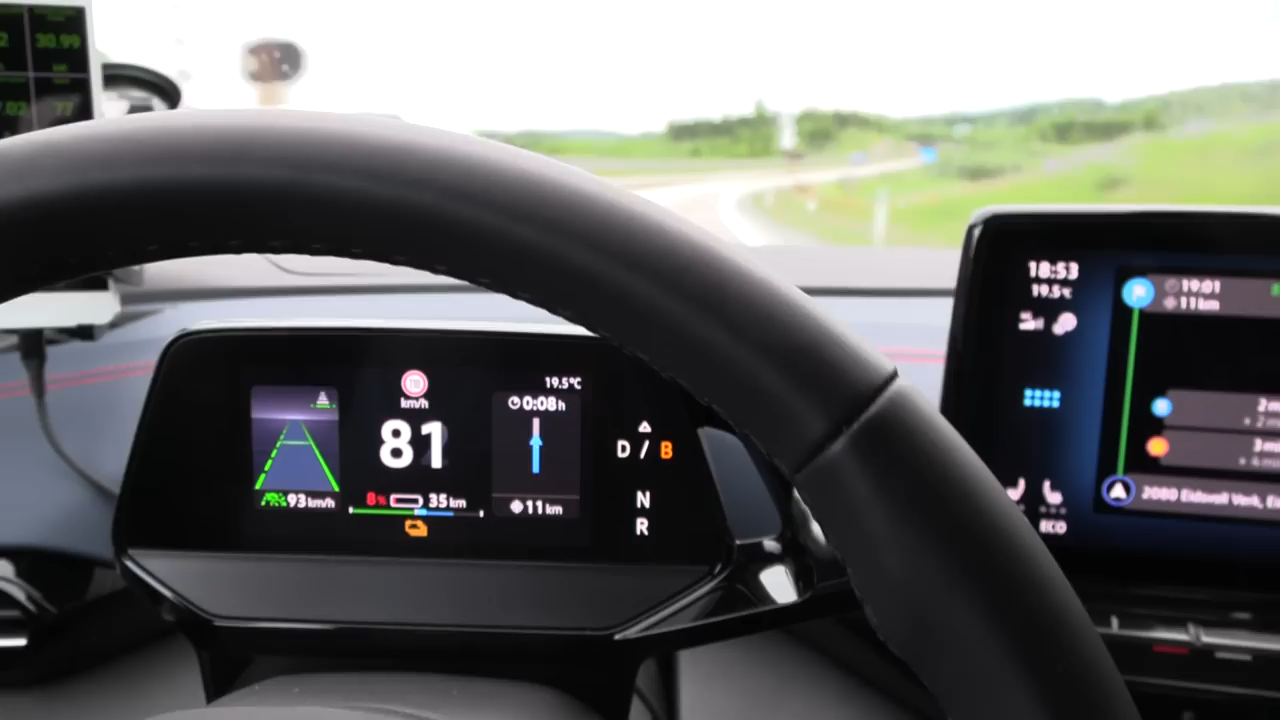 30.99
77
18:53
19.5℃
19:01
11 km
19.5℃
km/h
0:08 h
81
D / B
93 km/h
8%
35 km
11 km
N
R
2080 Eidsvoll Verk,
ECO